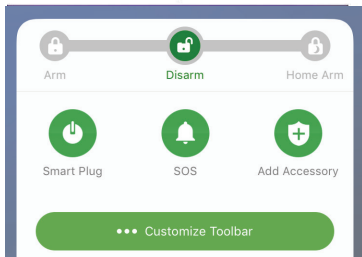 Arm Disarm Home Arm
Smart Plug SOS Add Accessory
••• Customize Toolbar